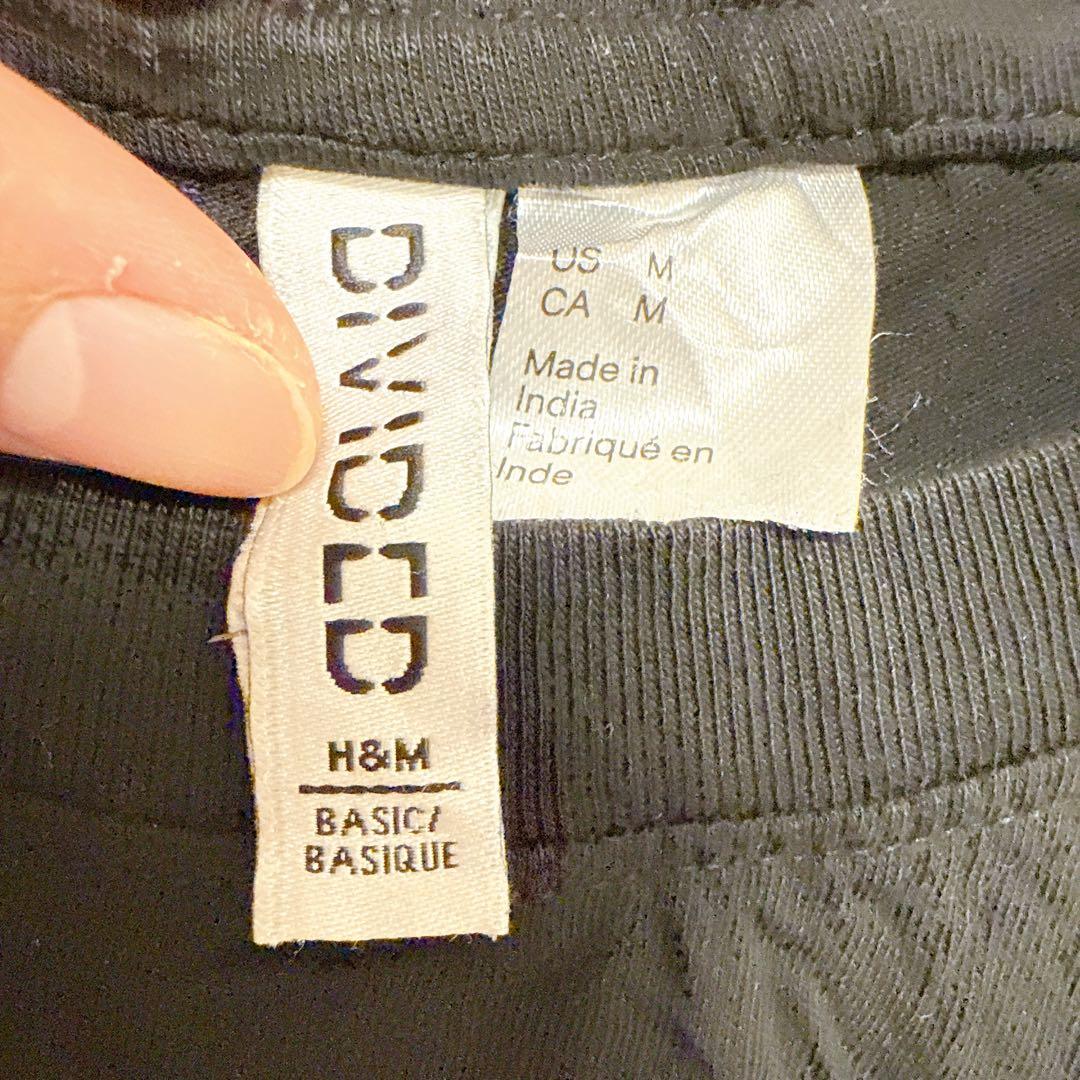 DIVIDED
H&M
BASIC/
BASIQUE
US M
CA M
Made in
India
Fabriqué en
Inde